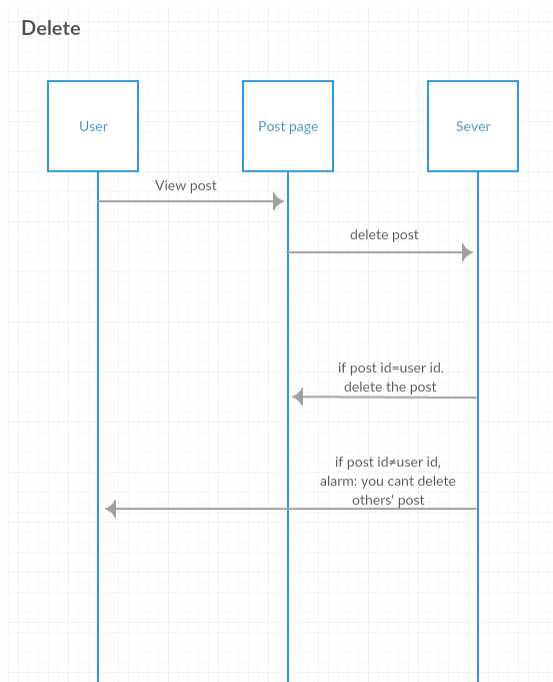 Delete
User
Post page
Sever
View post
delete post
if post id=user id.
delete the post
if post id≠user id,
alarm: you cant delete
others' post